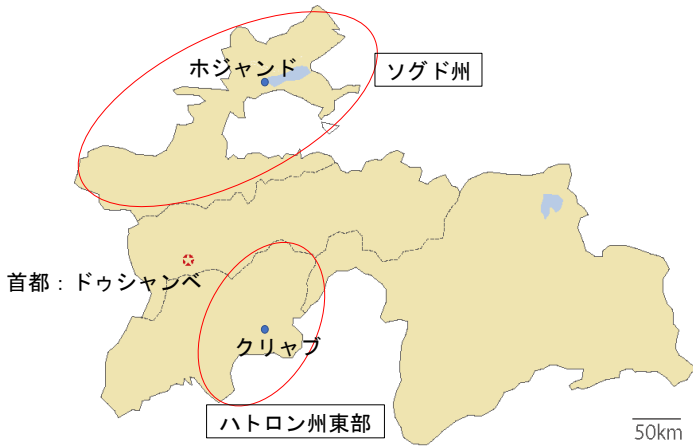 ホジャンド
ソグド州
首都：ドゥシャンベ
クリャブ
ハトロン州東部
50km